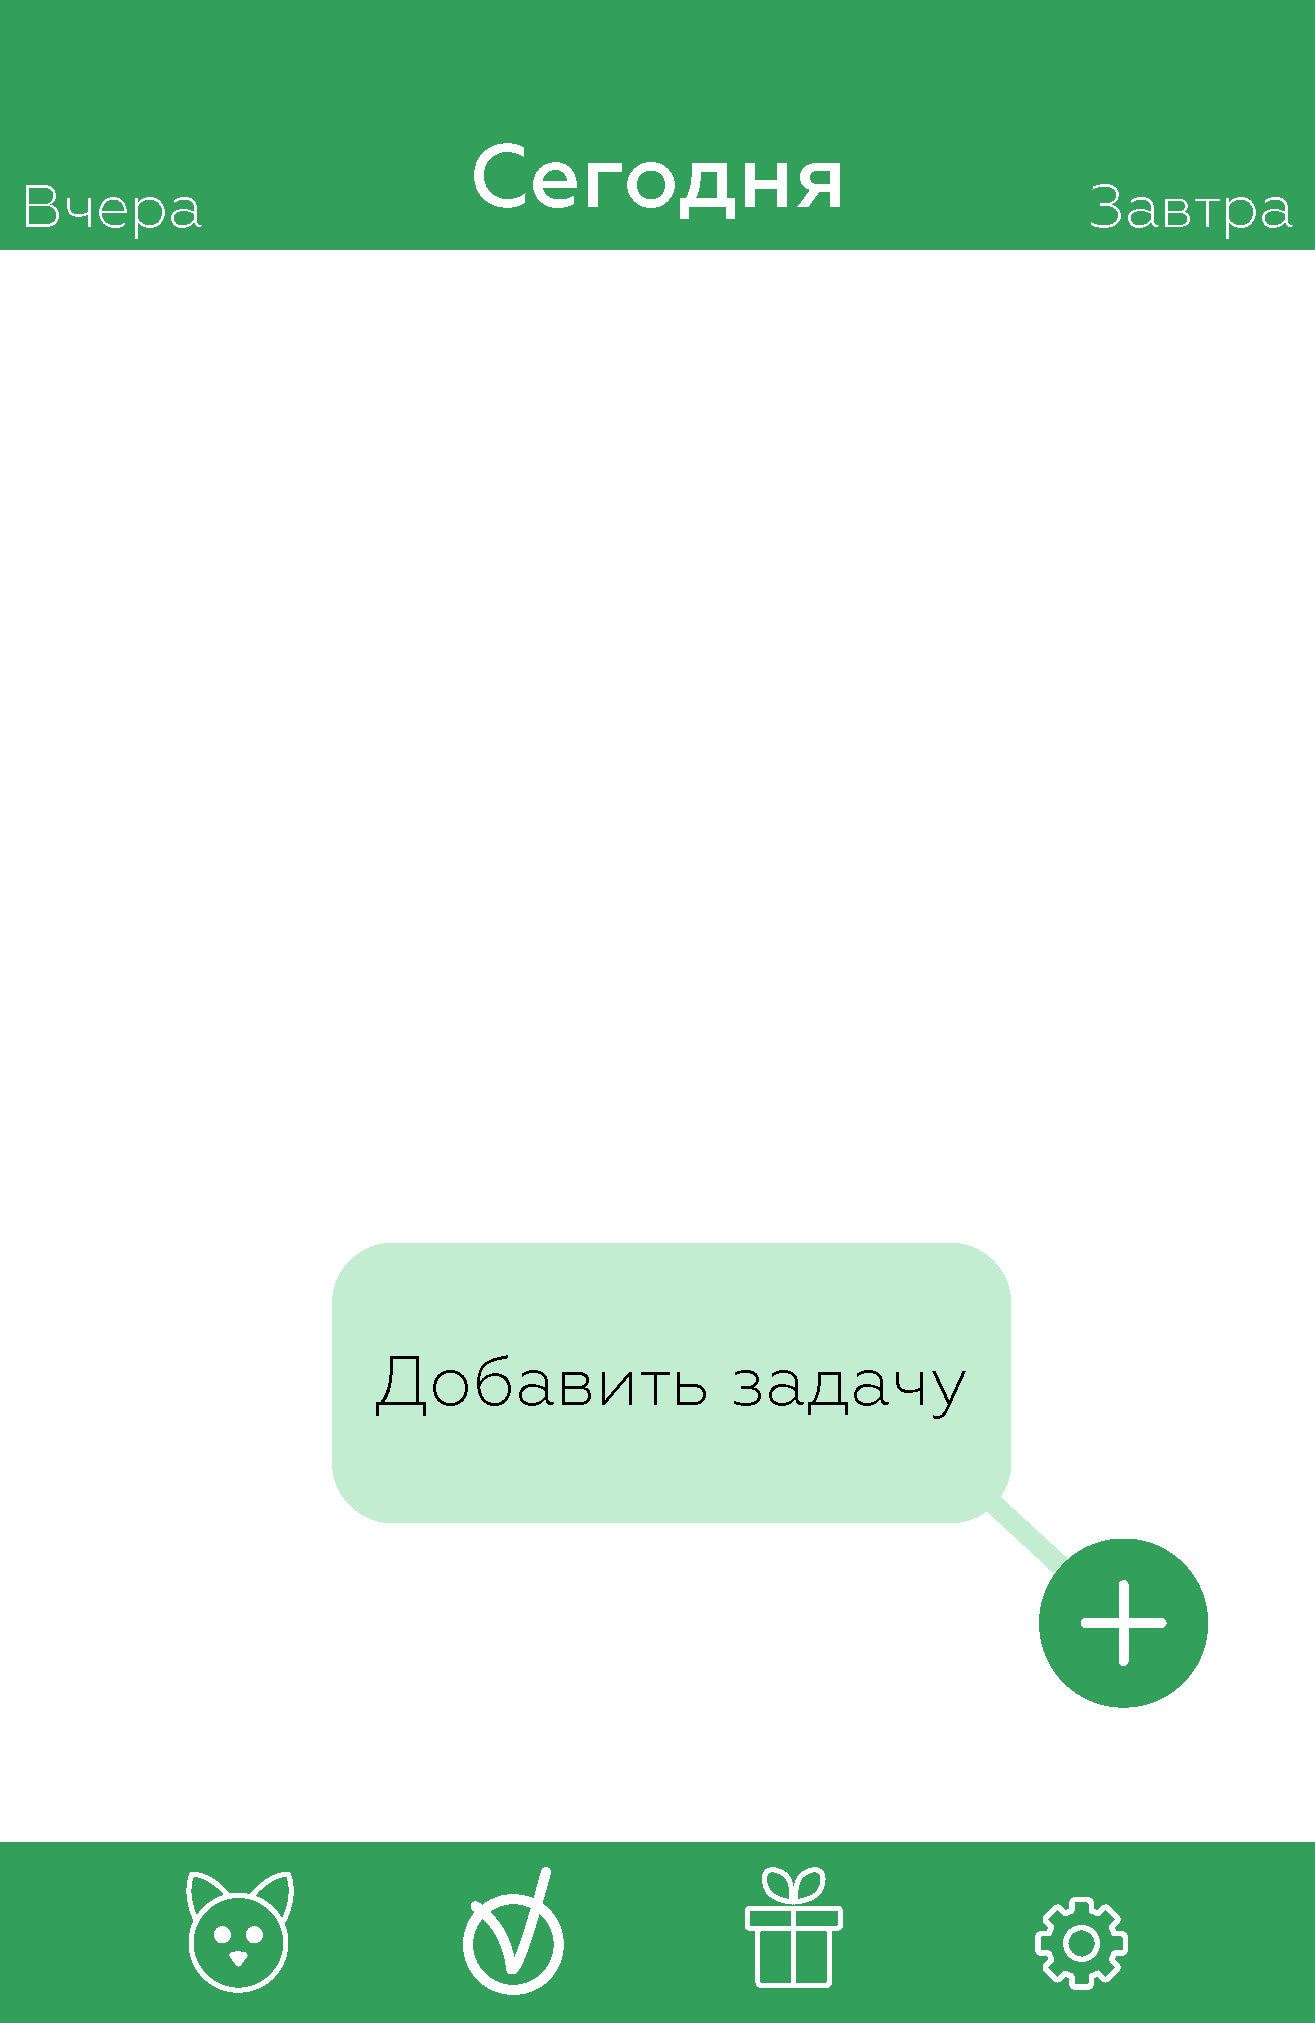 Вчера
Сегодня
Завтра
Добавить задачу